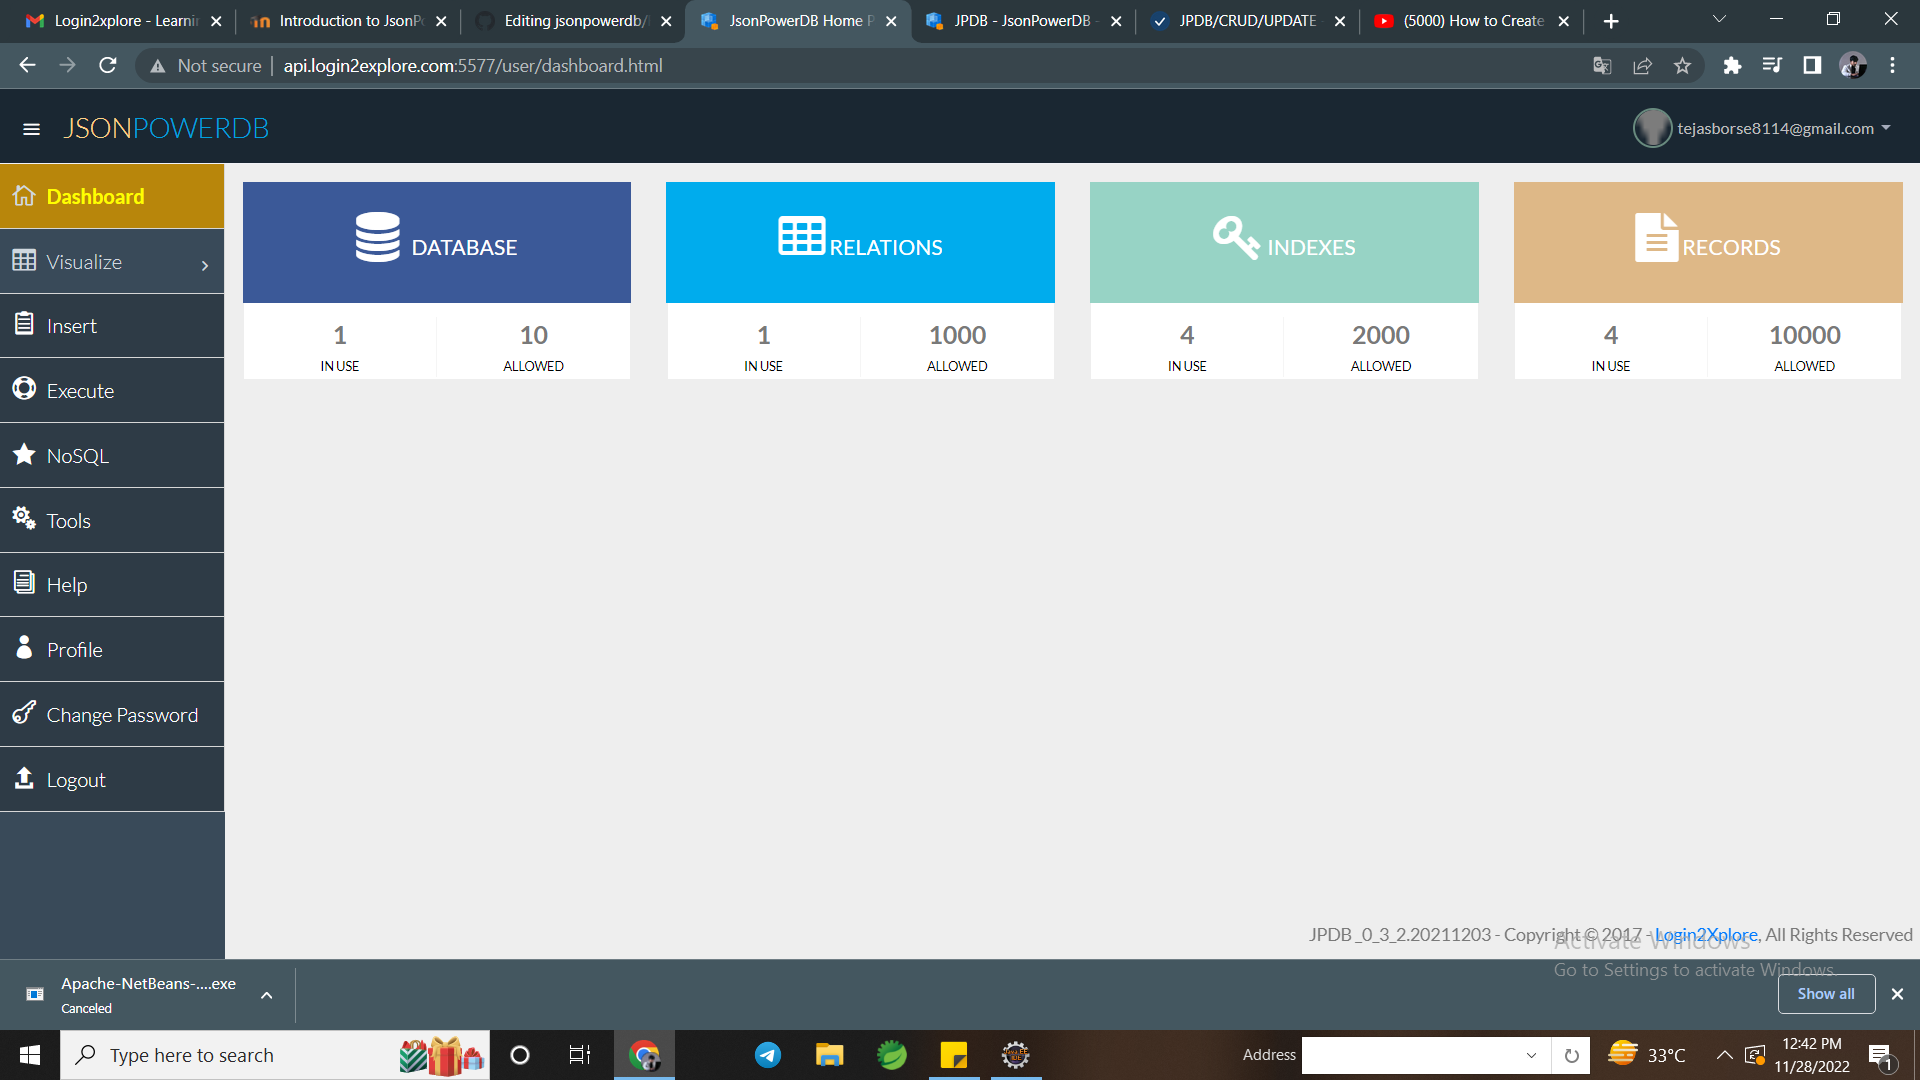 Login2xplore - Learnin
Introduction to JsonPo
Editing jsonpowerdb/
JsonPowerDB Home P
JPDB - JsonPowerDB -
JPDB/CRUD/UPDATE
(5000) How to Create
Not secure
api.login2explore.com:5577/user/dashboard.html
JSONPOWERDB
tejasborse8114@gmail.com
Dashboard
Visualize
Insert
Execute
NoSQL
Tools
Help
Profile
Change Password
Logout
DATABASE
1 10
IN USE ALLOWED
RELATIONS
1 1000
IN USE ALLOWED
INDEXES
4 2000
IN USE ALLOWED
RECORDS
4 10000
IN USE ALLOWED
JPDB_0_3_2.20211203 - Copyright © 2017 - Login2Xplore, All Rights Reserved
Activate Windows
Go to Settings to activate Windows.
Apache-NetBeans-....exe
Canceled
Show all
Type here to search
Address
33°C
12:42 PM
11/28/2022
1